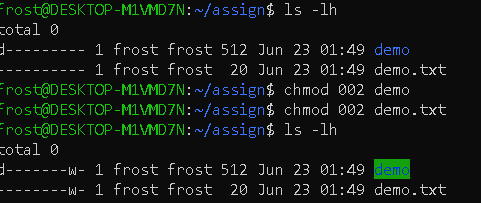 frost@DESKTOP-M1VMD7N:~/assign$ ls -lh
total 0
d--------- 1 frost frost 512 Jun 23 01:49 demo
---------- 1 frost frost  20 Jun 23 01:49 demo.txt
frost@DESKTOP-M1VMD7N:~/assign$ chmod 002 demo
frost@DESKTOP-M1VMD7N:~/assign$ chmod 002 demo.txt
frost@DESKTOP-M1VMD7N:~/assign$ ls -lh
total 0
d-------w- 1 frost frost 512 Jun 23 01:49 demo
--------w- 1 frost frost  20 Jun 23 01:49 demo.txt